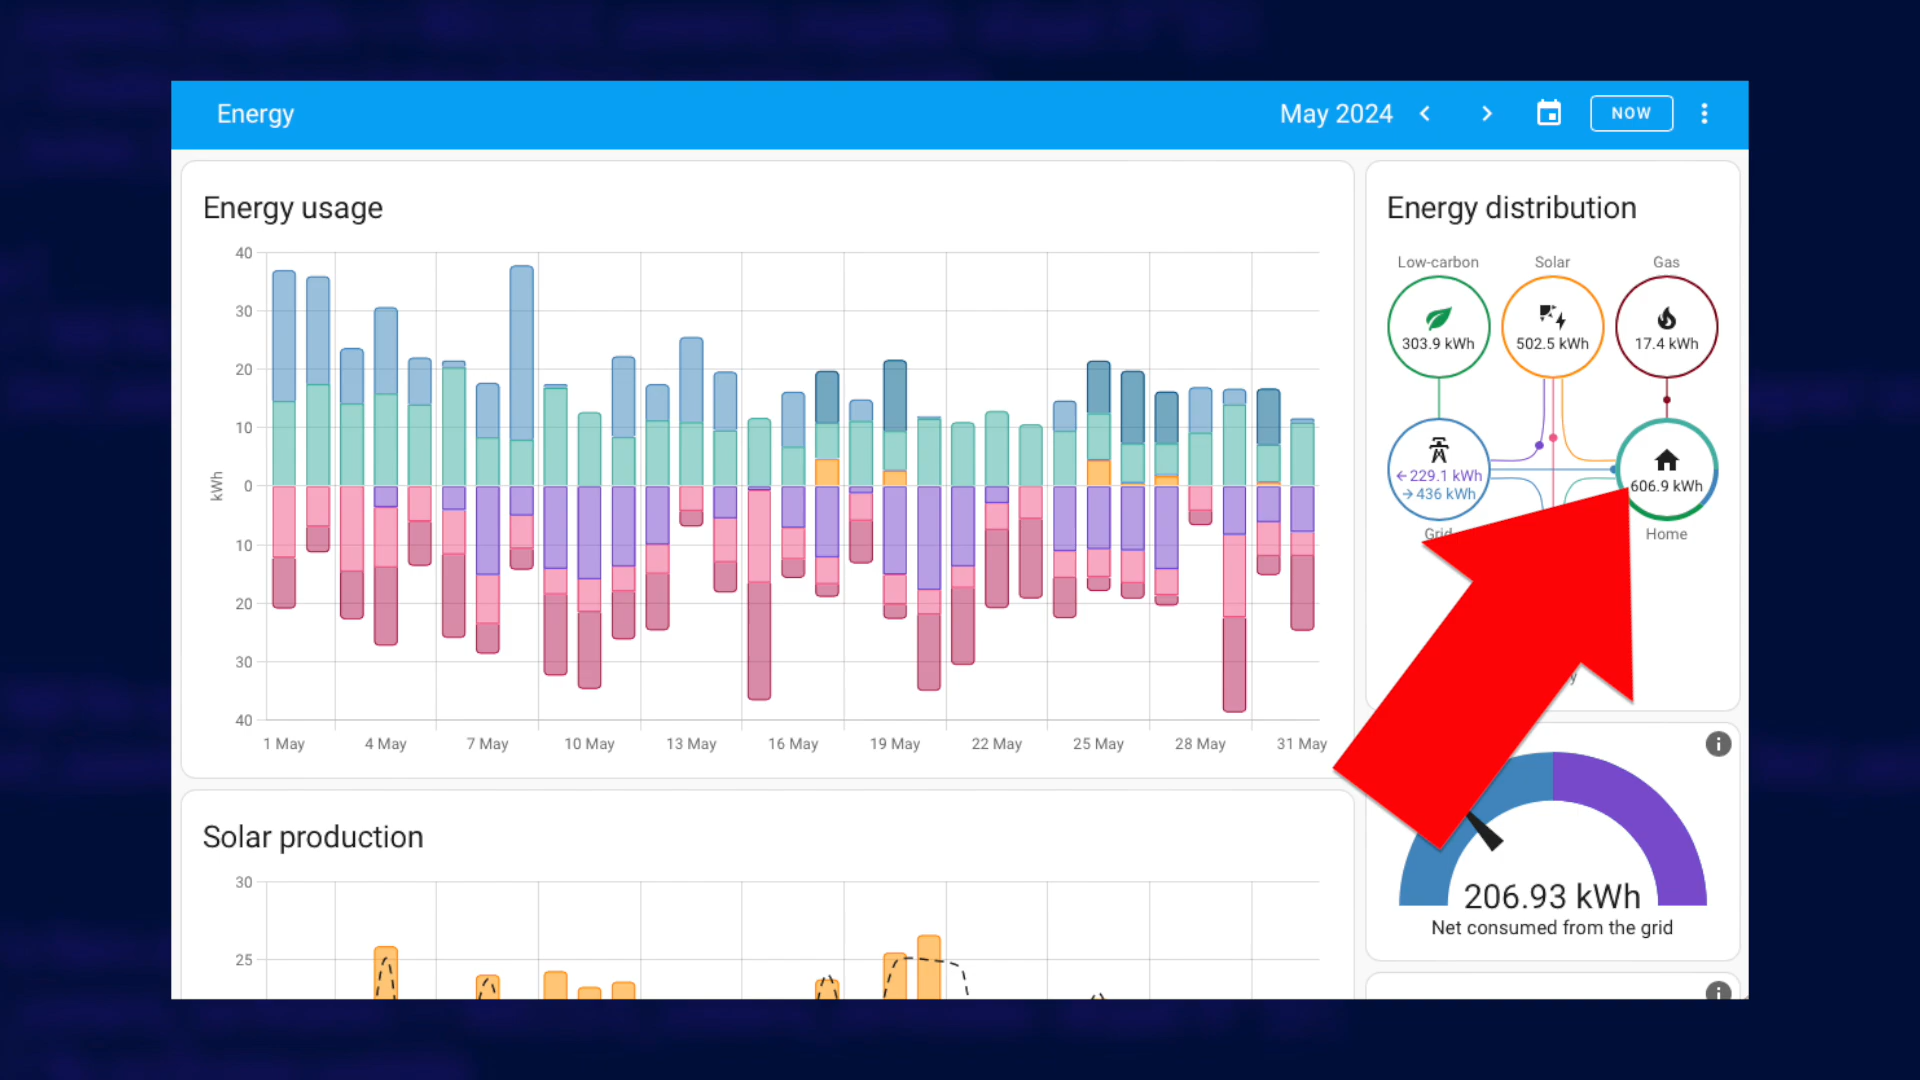 Energy
May 2024
NOW
Energy usage
40
30
20
10
0
10
20
30
40
kWh
1 May 4 May 7 May 10 May 13 May 16 May 19 May 22 May 25 May 28 May 31 May
Energy distribution
Low-carbon Solar Gas
303.9 kWh 502.5 kWh 17.4 kWh
←229.1 kWh
→436 kWh
606.9 kWh
Grid Home
206.93 kWh
Net consumed from the grid
Solar production
30
25